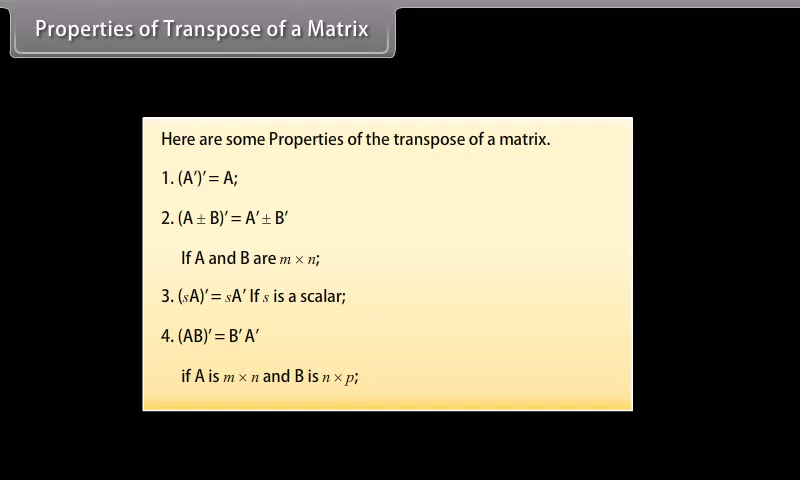 Properties of Transpose of a Matrix
Here are some Properties of the transpose of a matrix.
1. (A′)′ = A;
2. (A ± B)′ = A′ ± B′
If A and B are m × n;
3. (sA)′ = sA′ If s is a scalar;
4. (AB)′ = B′ A′
if A is m × n and B is n × p;